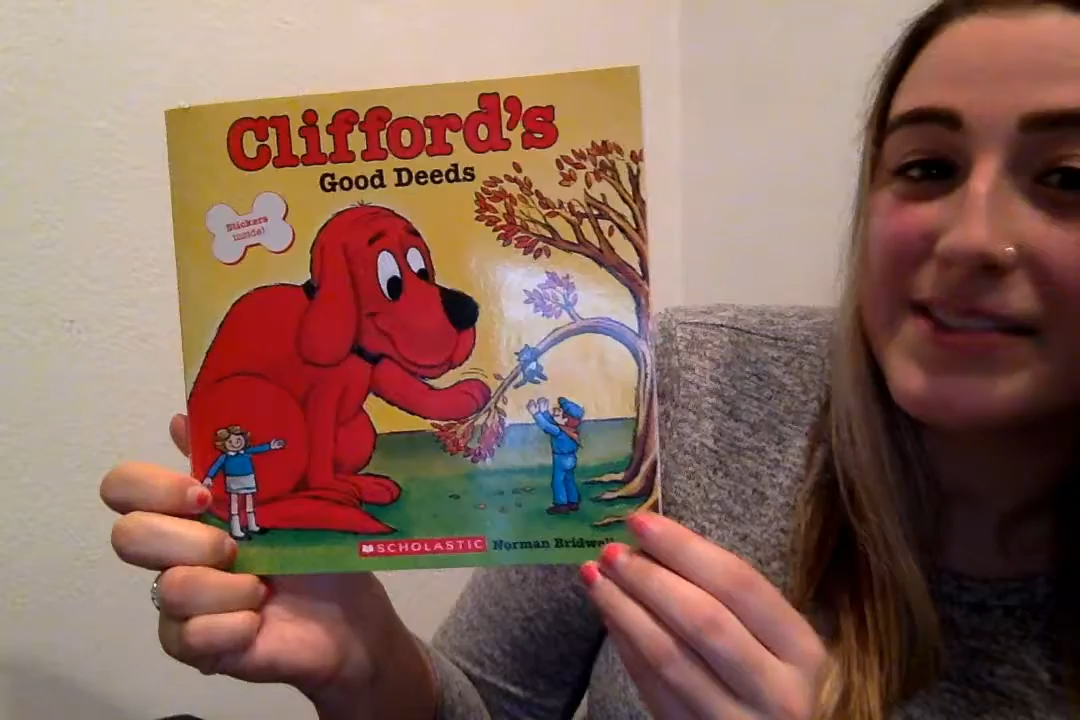 Clifford's
Good Deeds
Stickers
inside!
SCHOLASTIC Norman Bridwell